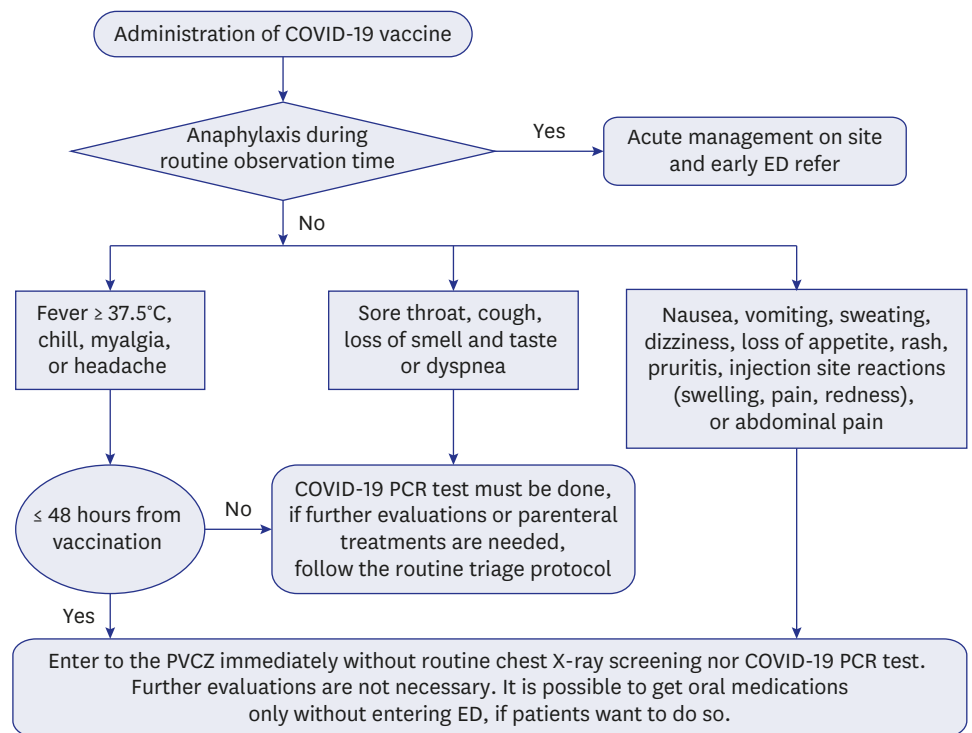 Administration of COVID-19 vaccine
Anaphylaxis during
routine observation time
Yes
Acute management on site
and early ED refer
No
Fever ≥ 37.5°C,
chill, myalgia,
or headache
Sore throat, cough,
loss of smell and taste
or dyspnea
Nausea, vomiting, sweating,
dizziness, loss of appetite, rash,
pruritis, injection site reactions
(swelling, pain, redness),
or abdominal pain
≤ 48 hours from
vaccination
No
COVID-19 PCR test must be done,
if further evaluations or parenteral
treatments are needed,
follow the routine triage protocol
Yes
Enter to the PVCZ immediately without routine chest X-ray screening nor COVID-19 PCR test.
Further evaluations are not necessary. It is possible to get oral medications
only without entering ED, if patients want to do so.